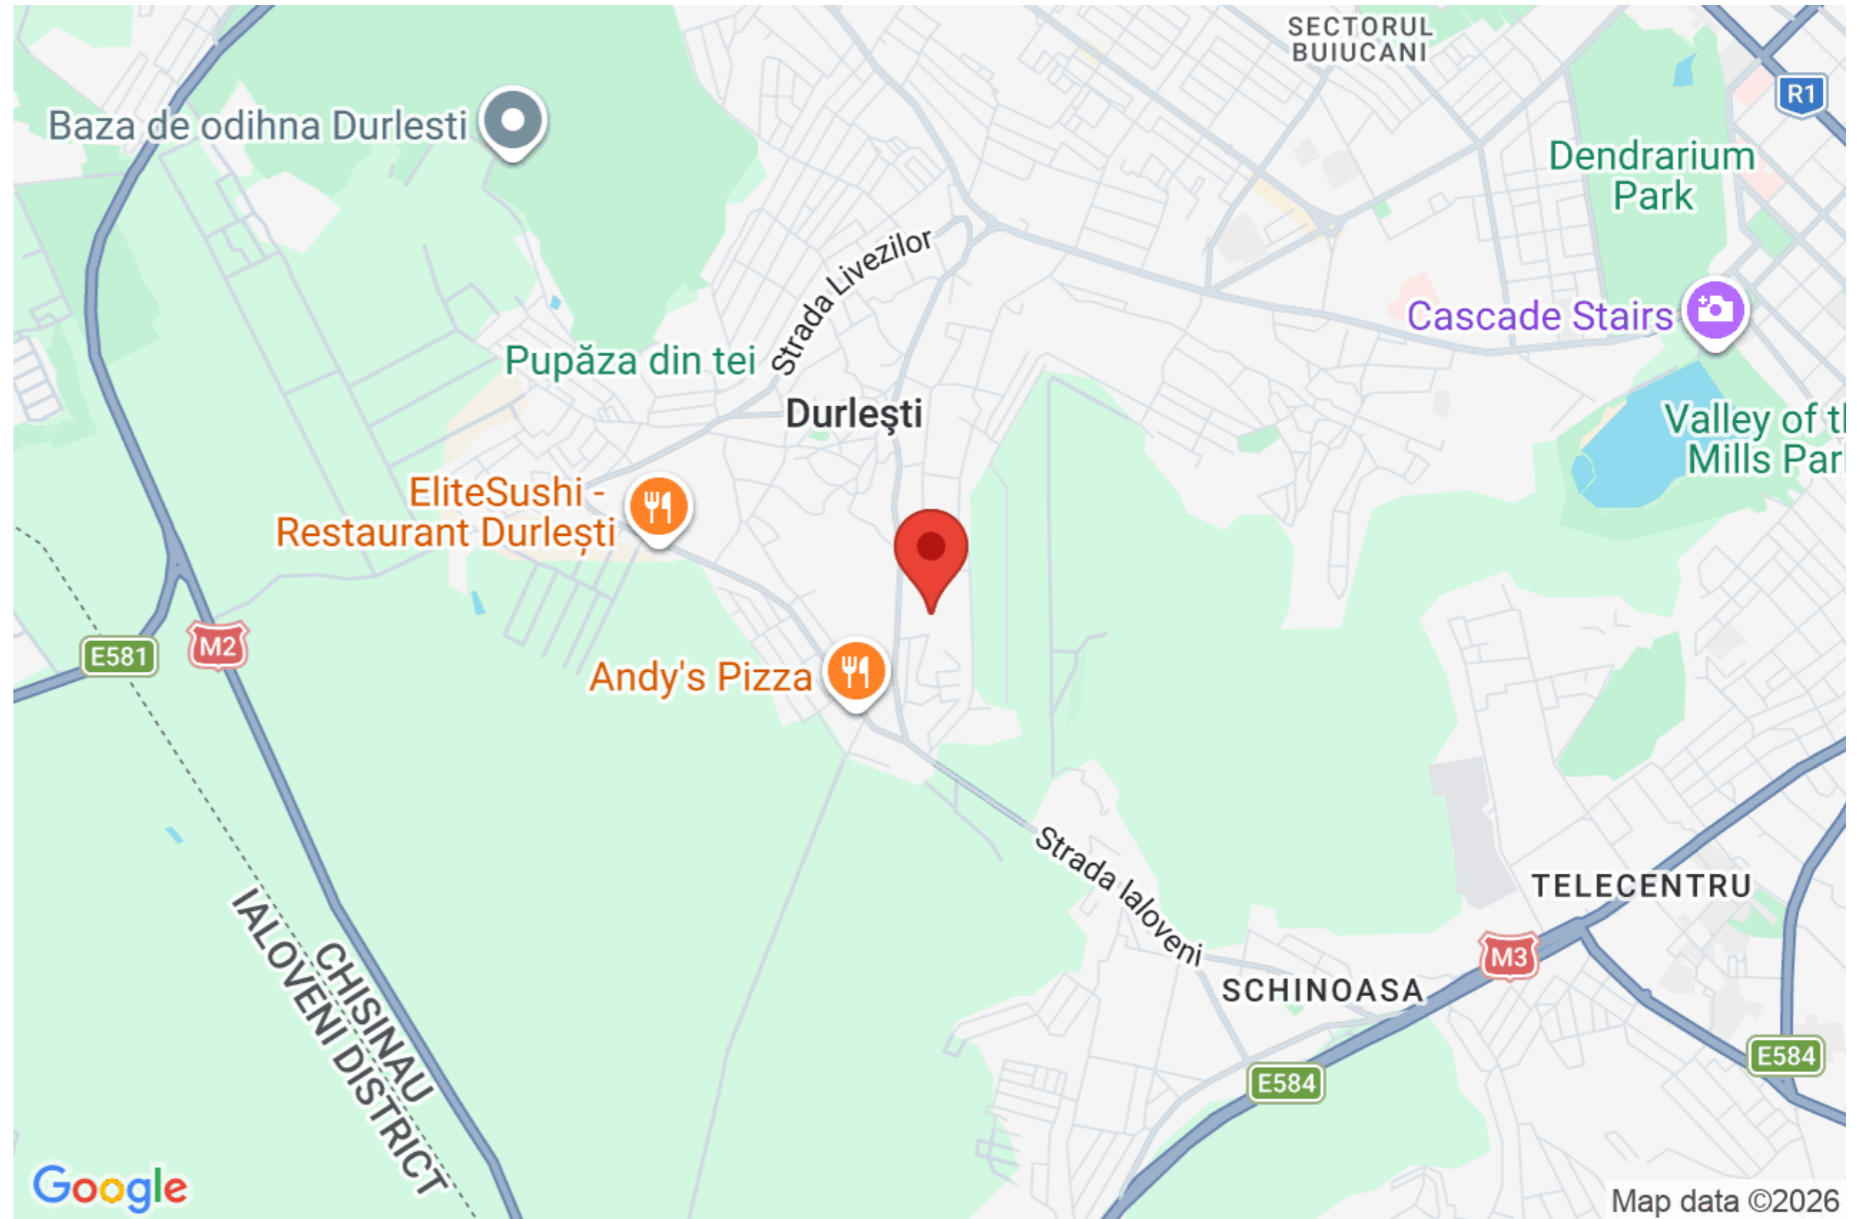 SECTORUL
BUIUCANI
R1
Baza de odihna Durlesti
Dendrarium
Park
Strada Livezilor
Cascade Stairs
Pupăza din tei
Durleşti
Valley of th
Mills Par
EliteSushi -
Restaurant Durlești
E581
M2
Andy's Pizza
Strada Ialoveni
TELECENTRU
M3
SCHINOASA
CHISINAU
IALOVENI DISTRICT
E584
E584
Google
Map data ©2026